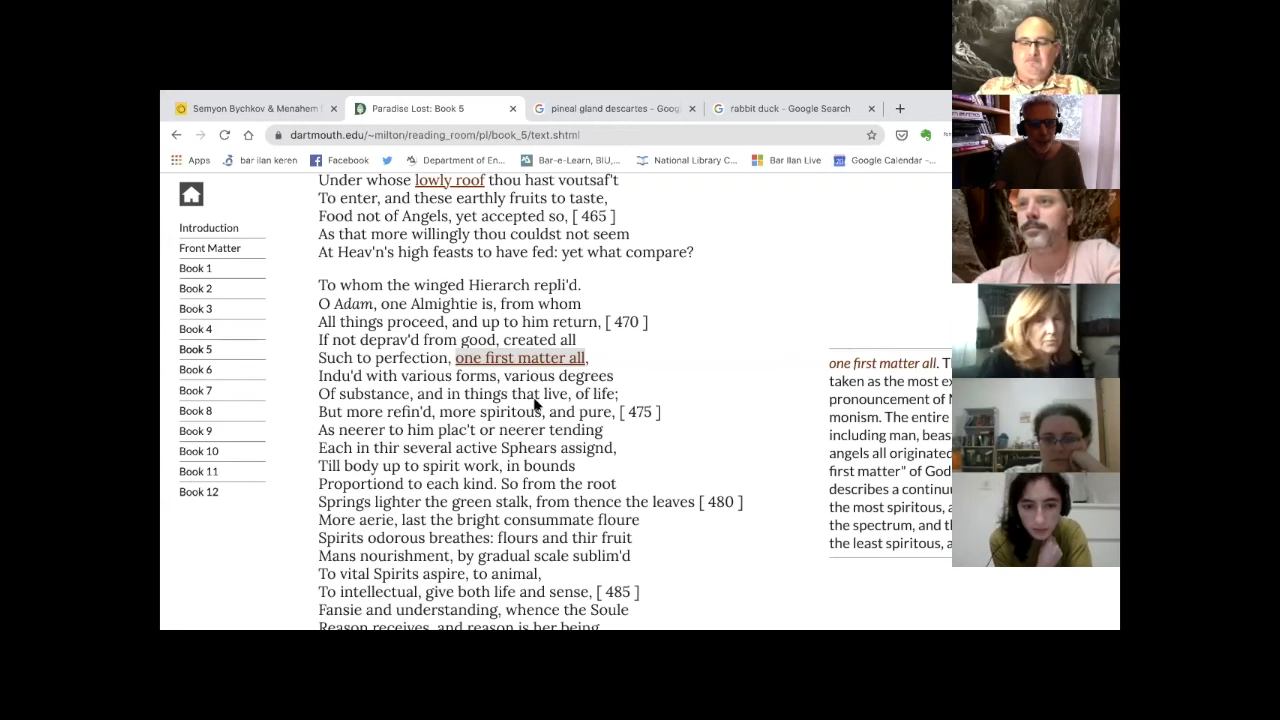 Semyon Bychkov & Menahem
Paradise Lost: Book 5
pineal gland descartes - Goog
rabbit duck - Google Search
dartmouth.edu/~milton/reading_room/pl/book_5/text.shtml
Apps
bar ilan keren
Facebook
Department of En...
Bar-e-Learn, BIU,...
National Library C...
Bar Ilan Live
Google Calendar -...
Introduction
Front Matter
Book 1
Book 2
Book 3
Book 4
Book 5
Book 6
Book 7
Book 8
Book 9
Book 10
Book 11
Book 12
Under whose lowly roof thou hast voutsaf't
To enter, and these earthly fruits to taste,
Food not of Angels, yet accepted so, [ 465 ]
As that more willingly thou couldst not seem
At Heav'n's high feasts to have fed: yet what compare?
To whom the winged Hierarch repli'd.
O Adam, one Almightie is, from whom
All things proceed, and up to him return, [ 470 ]
If not deprav'd from good, created all
Such to perfection, one first matter all,
Indu'd with various forms, various degrees
Of substance, and in things that live, of life;
But more refin'd, more spiritous, and pure, [ 475 ]
As neerer to him plac't or neerer tending
Each in thir several active Sphears assignd,
Till body up to spirit work, in bounds
Proportiond to each kind. So from the root
Springs lighter the green stalk, from thence the leaves [ 480 ]
More aerie, last the bright consummate floure
Spirits odorous breathes: flours and thir fruit
Mans nourishment, by gradual scale sublim'd
To vital Spirits aspire, to animal,
To intellectual, give both life and sense, [ 485 ]
Fansie and understanding, whence the Soule
Reason receives, and reason is her being,
one first matter all. T
taken as the most ex
pronouncement of M
monism. The entire
including man, beas
angels all originated
first matter" of God
describes a continu
the most spiritous, a
the spectrum, and th
the least spiritous, a